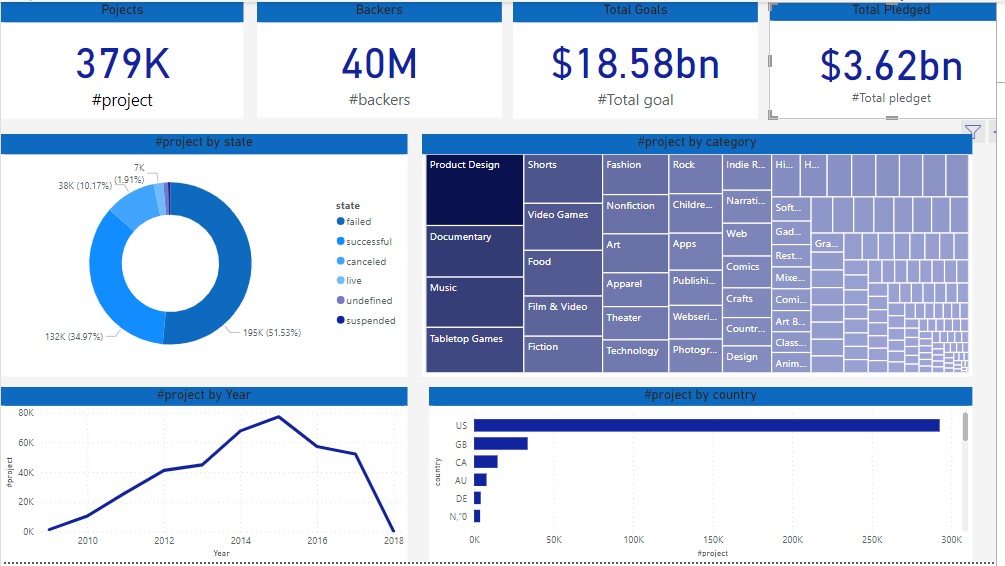 Pojects
Backers
Total Goals
Total Pledged
379K
#project
40M
#backers
$18.58bn
#Total goal
$3.62bn
#Total pledget
#project by state
7K
(1.91%)
38K (10.17%)
132K (34.97%)
195K (51.53%)
state
failed
successful
canceled
live
undefined
suspended
#project by category
Product Design
Documentary
Music
Tabletop Games
Shorts
Video Games
Food
Film & Video
Fiction
Fashion
Nonfiction
Art
Apparel
Theater
Technology
Rock
Childre...
Apps
Publishi...
Webseri...
Photogr...
Indie R...
Narrati...
Web
Comics
Crafts
Countr...
Design
Hi...
H...
Soft...
Gad...
Rest...
Mixe...
Comi...
Art B...
Class...
Anim...
Gra...
#project by Year
#project
80K
60K
40K
20K
0K
2010
2012
2014
2016
2018
Year
#project by country
country
US
GB
CA
AU
DE
N,"0
0K
50K
100K
150K
200K
250K
300K
#project